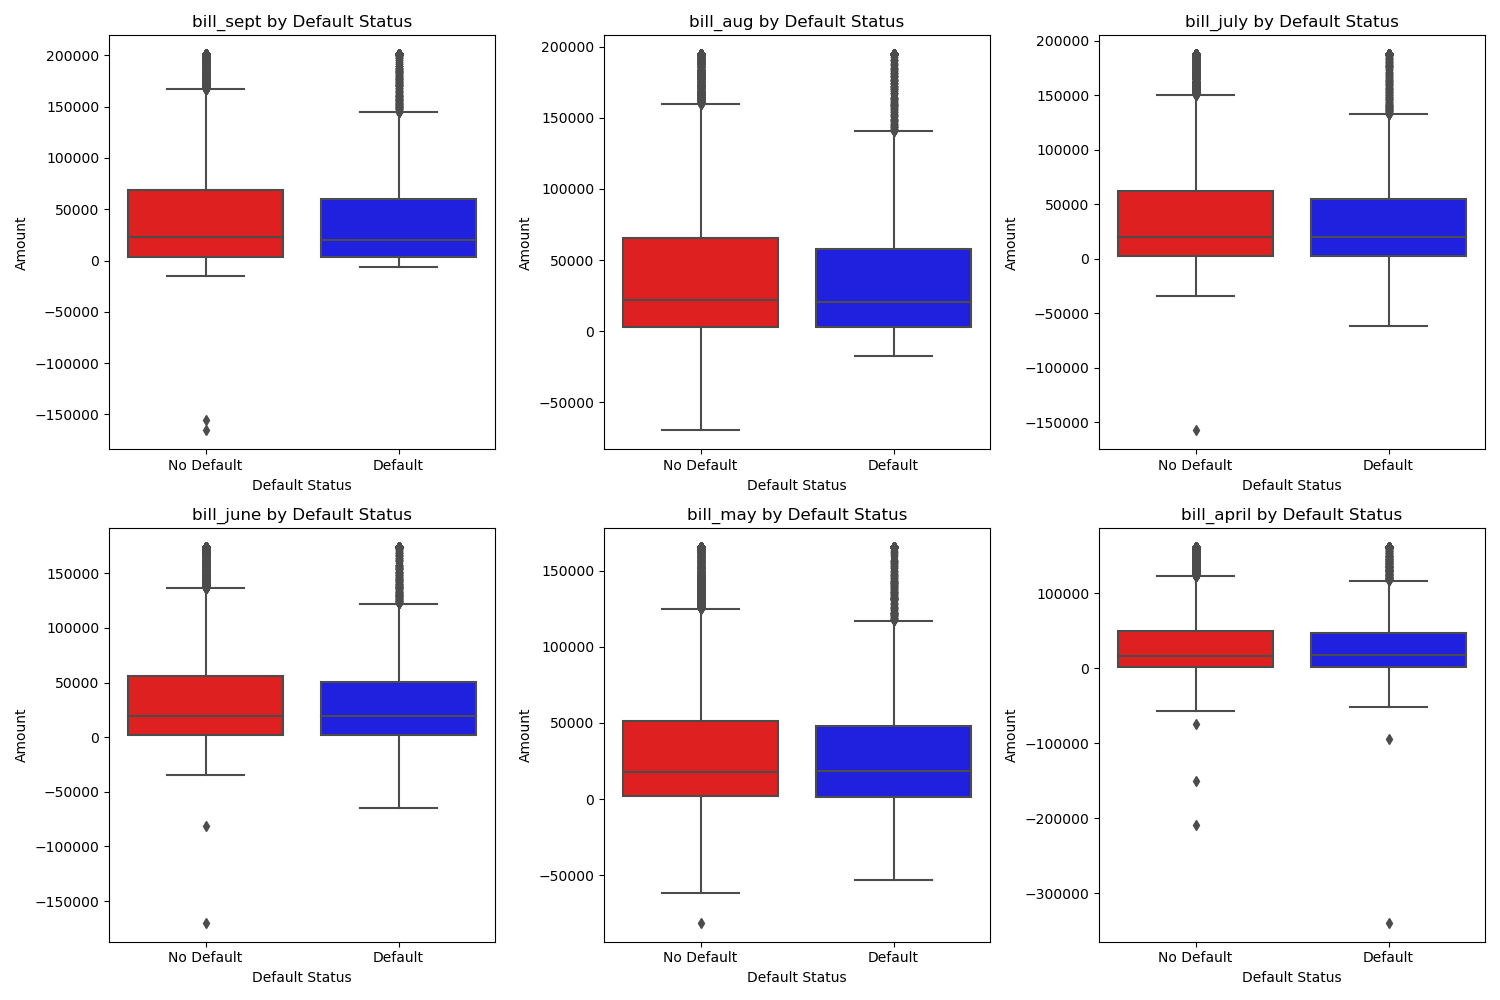 bill_sept by Default Status
200000
150000
100000
50000
0
−50000
−100000
−150000
Amount
No Default
Default
Default Status
bill_aug by Default Status
200000
150000
100000
50000
0
−50000
Amount
No Default
Default
Default Status
bill_july by Default Status
200000
150000
100000
50000
0
−50000
−100000
−150000
Amount
No Default
Default
Default Status
bill_june by Default Status
150000
100000
50000
0
−50000
−100000
−150000
Amount
No Default
Default
Default Status
bill_may by Default Status
150000
100000
50000
0
−50000
Amount
No Default
Default
Default Status
bill_april by Default Status
100000
0
−100000
−200000
−300000
Amount
No Default
Default
Default Status